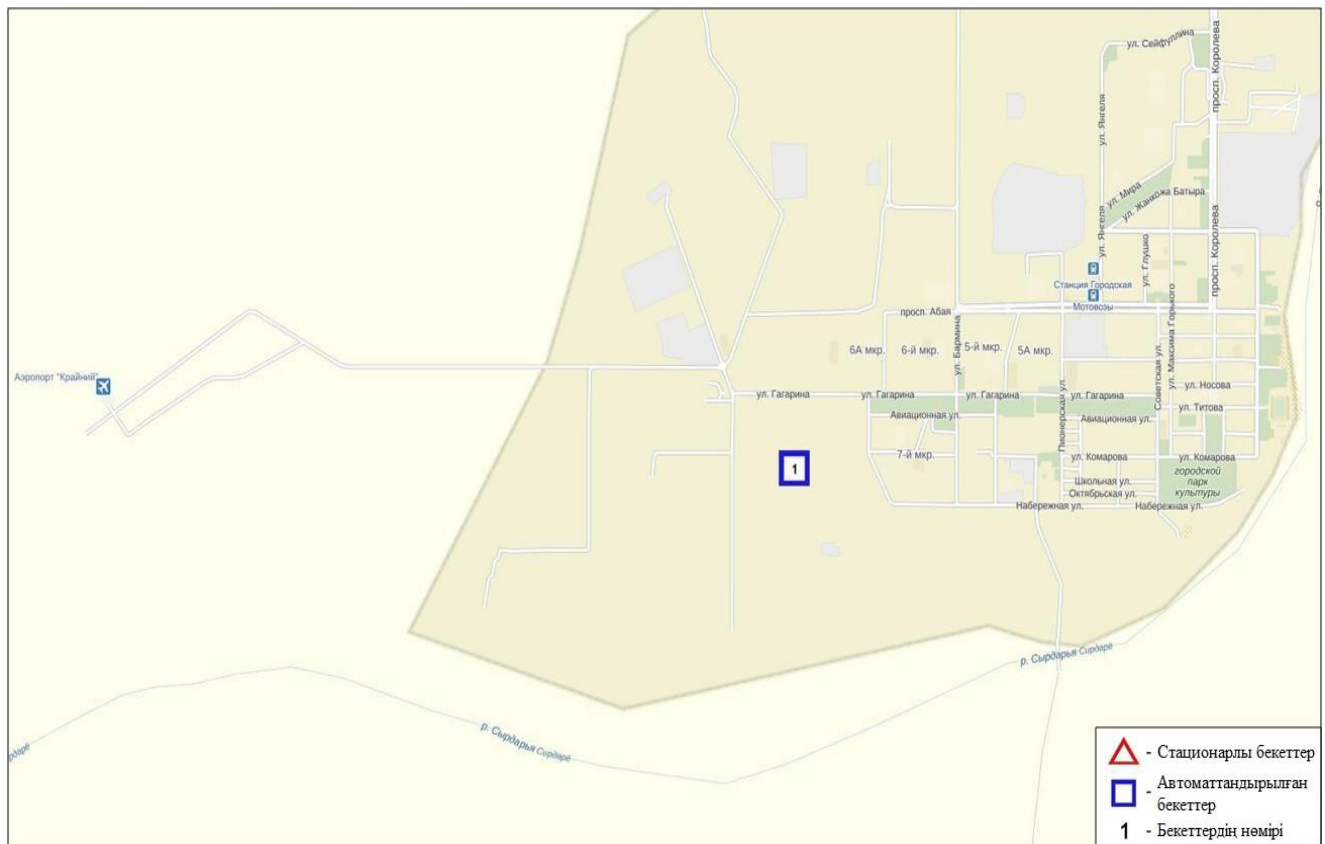 ул. Сейфуллина
просп. Королева
ул. Янгеля
ул. Мира
ул. Жанкожа Батыра
ул. Янгеля
ул. Глушко
просп. Королева
Станция Городская
Мотовозы
ул. Максима Горького
просп. Абая
6А мкр.
6-й мкр.
ул. Бармина
5-й мкр.
5А мкр.
Советская ул.
Аэропорт "Крайний"
ул. Носова
ул. Гагарина
ул. Гагарина
ул. Гагарина
ул. Гагарина
Пионерская ул.
ул. Титова
Авиационная ул.
Авиационная ул.
7-й мкр.
ул. Комарова
ул. Комарова
1
городской
парк
культуры
Школьная ул.
Октябрьская ул.
Набережная ул.
Набережная ул.
р. Сырдарья Сирдарё
р. Сырдарья Сирдарё
рдарё
- Стационарлы бекеттер
- Автоматтандырылған
бекеттер
1 - Бекеттердің нөмірі